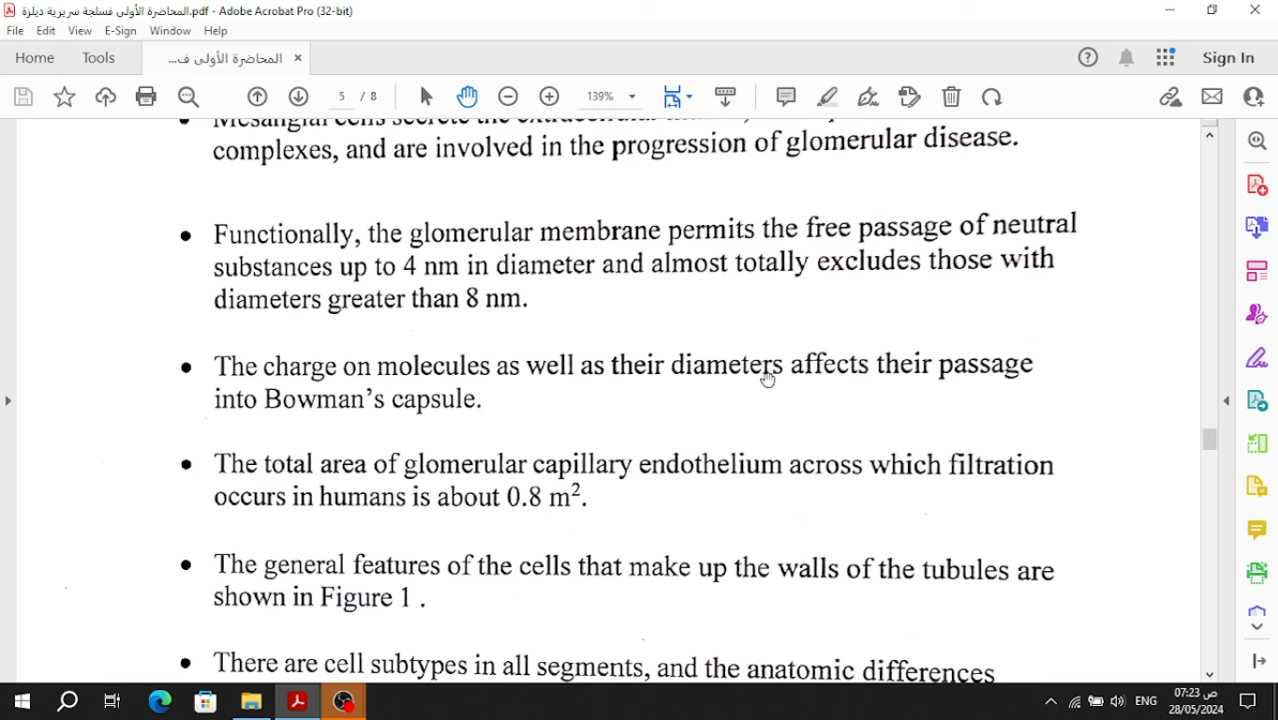 المحاضرة الأولى فسلجة سريرية ديلزة.pdf - Adobe Acrobat Pro (32-bit)
File Edit View E-Sign Window Help
Home Tools المحاضرة الأولى ف... × Sign In
5 / 8 139%
Mesangial cells secrete the extracellular
complexes, and are involved in the progression of glomerular disease.
• Functionally, the glomerular membrane permits the free passage of neutral
substances up to 4 nm in diameter and almost totally excludes those with
diameters greater than 8 nm.
• The charge on molecules as well as their diameters affects their passage
into Bowman's capsule.
• The total area of glomerular capillary endothelium across which filtration
occurs in humans is about 0.8 m².
• The general features of the cells that make up the walls of the tubules are
shown in Figure 1 .
• There are cell subtypes in all segments, and the anatomic differences
ENG 07:23 ص
28/05/2024